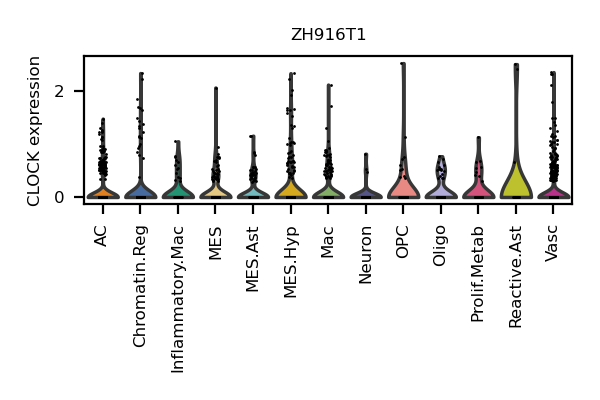 ZH916T1
CLOCK expression
2
0
AC
Chromatin.Reg
Inflammatory.Mac
MES
MES.Ast
MES.Hyp
Mac
Neuron
OPC
Oligo
Prolif.Metab
Reactive.Ast
Vasc